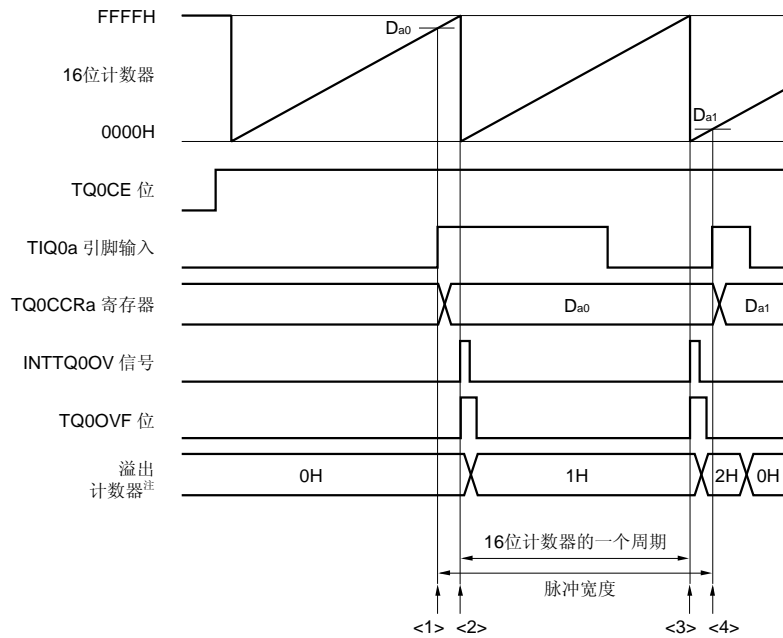 FFFFH
Da0
16位计数器
Da1
0000H
TQ0CE 位
TIQ0a 引脚输入
TQ0CCRa 寄存器
Da0
Da1
INTTQ0OV 信号
TQ0OVF 位
溢出
计数器注
0H
1H
2H
0H
16位计数器的一个周期
脉冲宽度
<1> <2> <3> <4>